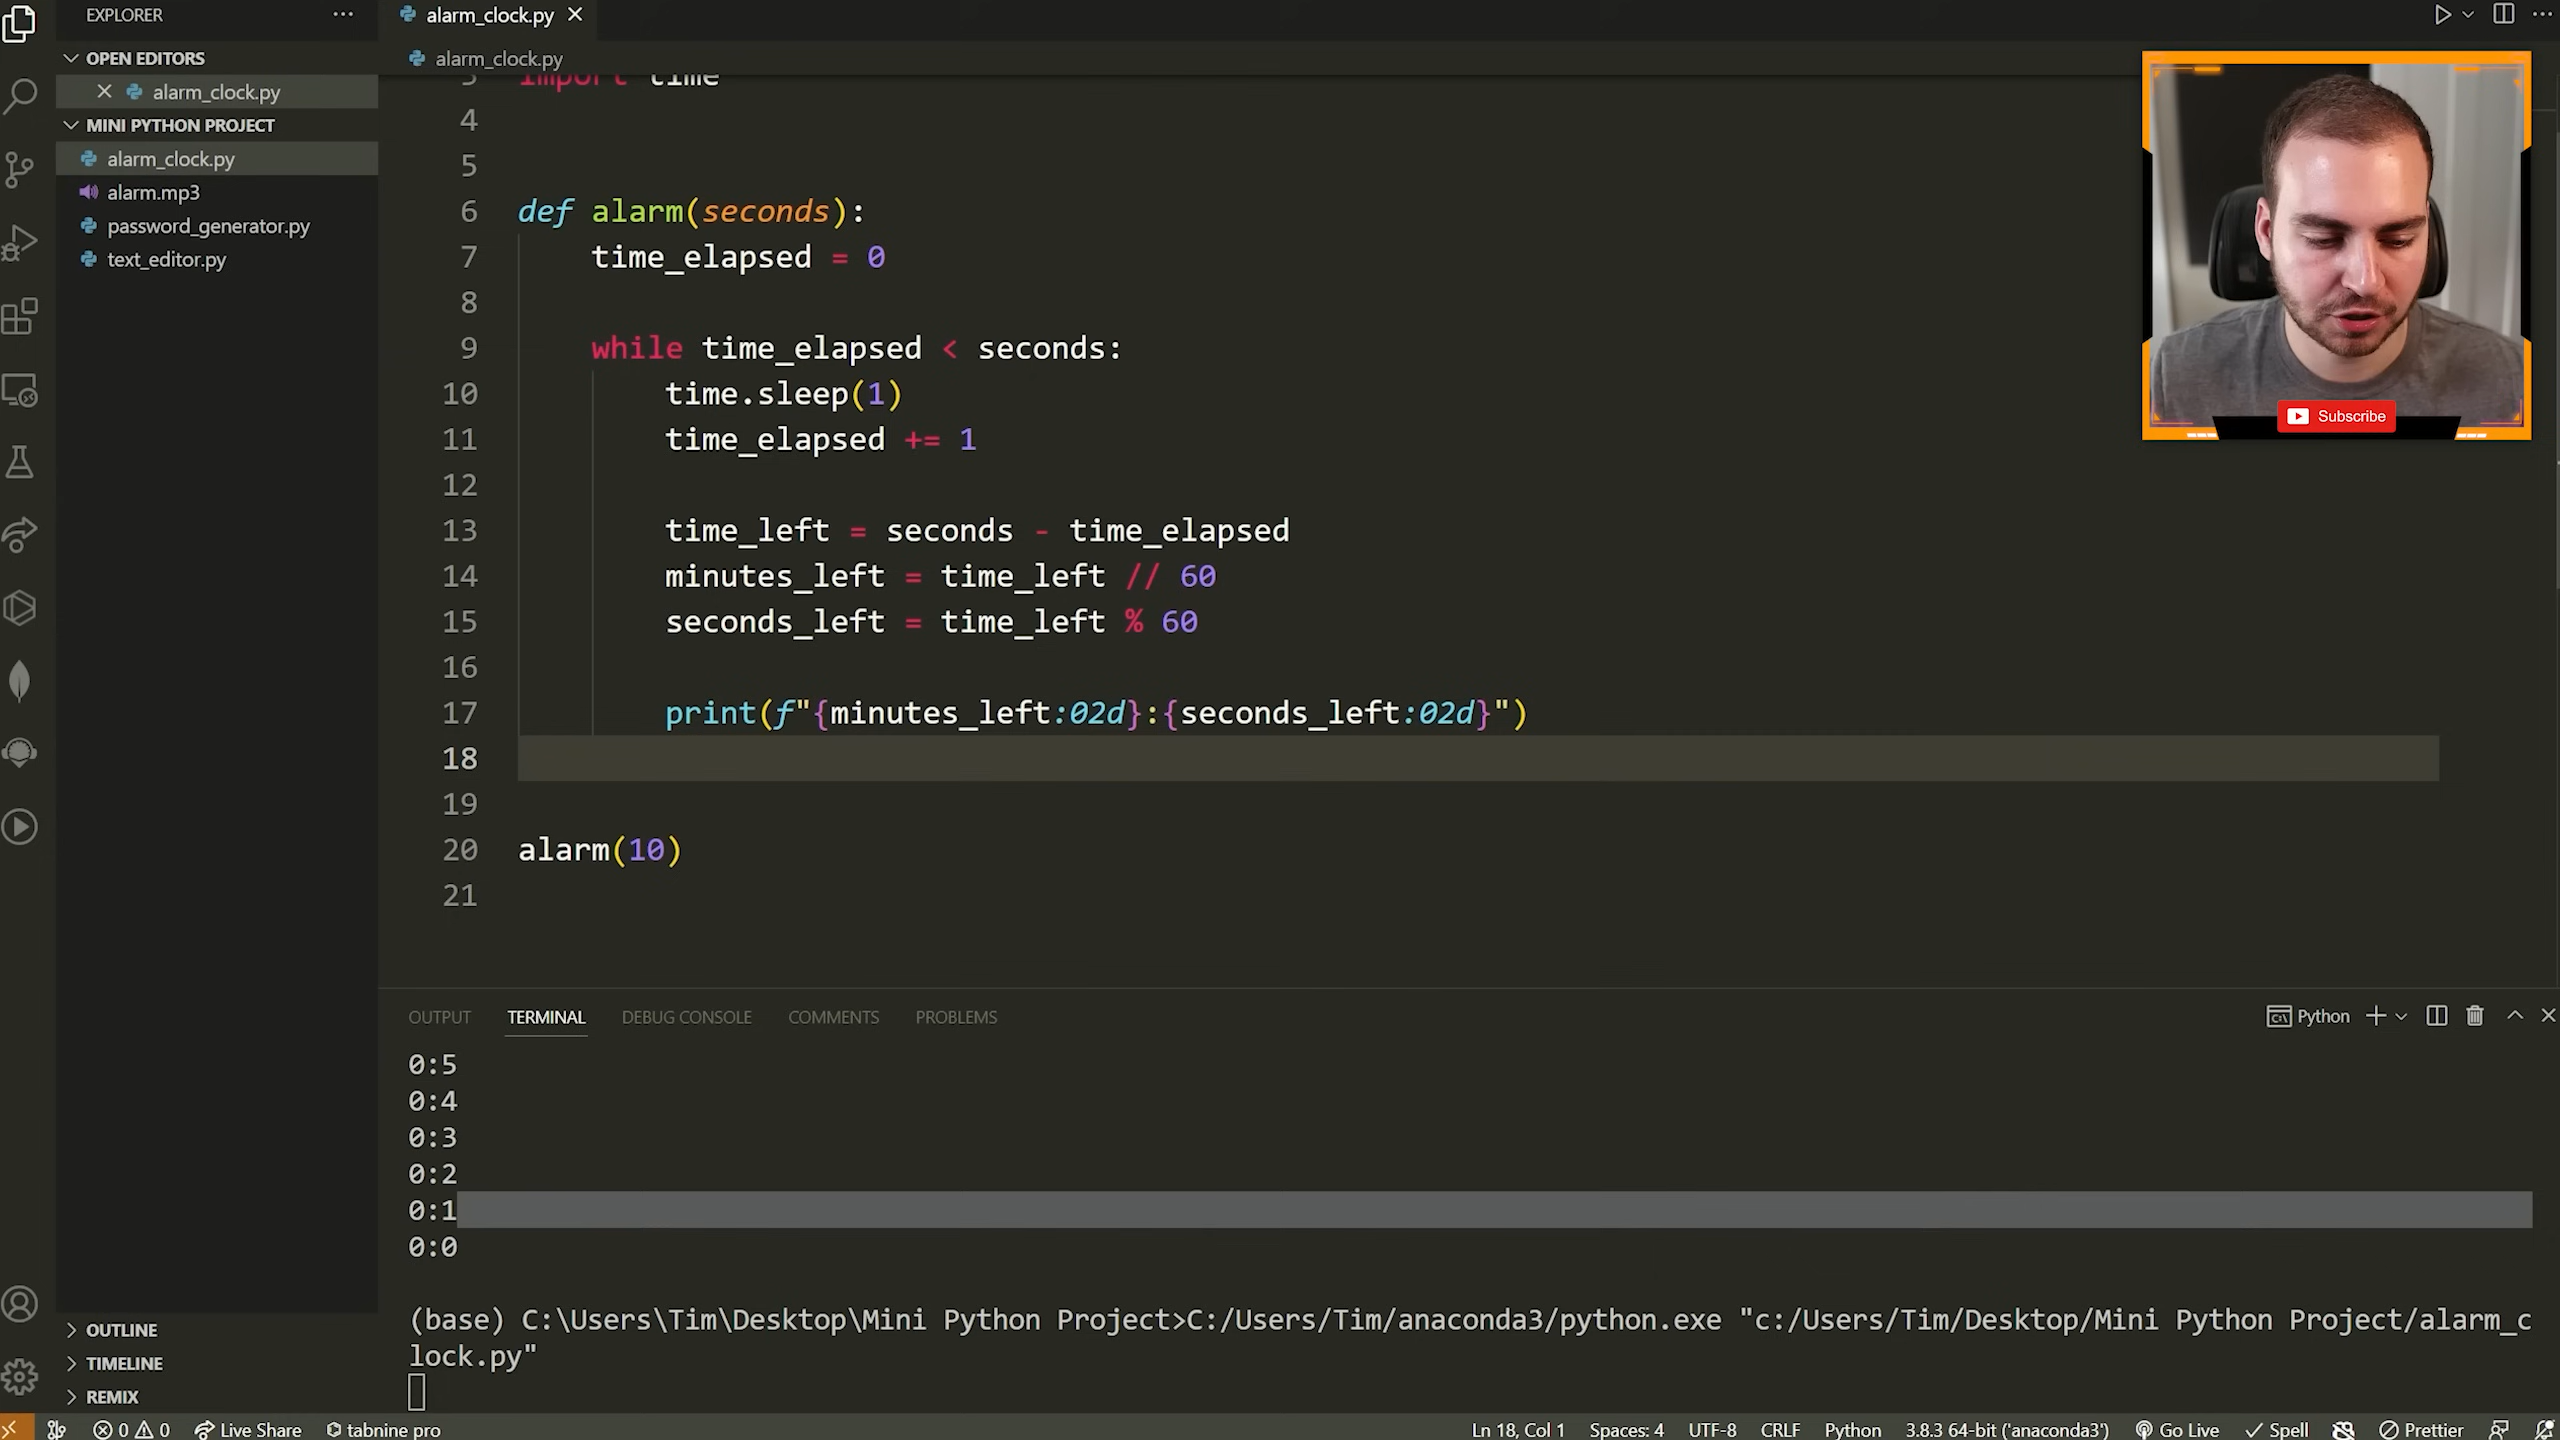 EXPLORER
OPEN EDITORS
alarm_clock.py
MINI PYTHON PROJECT
alarm_clock.py
alarm.mp3
password_generator.py
text_editor.py
OUTLINE
TIMELINE
REMIX
alarm_clock.py
alarm_clock.py
3 import time
4
5
6 def alarm(seconds):
7 time_elapsed = 0
8
9 while time_elapsed < seconds:
10 time.sleep(1)
11 time_elapsed += 1
12
13 time_left = seconds - time_elapsed
14 minutes_left = time_left // 60
15 seconds_left = time_left % 60
16
17 print(f"{minutes_left:02d}:{seconds_left:02d}")
18
19
20 alarm(10)
21
Subscribe
OUTPUT TERMINAL DEBUG CONSOLE COMMENTS PROBLEMS Python
0:5
0:4
0:3
0:2
0:1
0:0
(base) C:\Users\Tim\Desktop\Mini Python Project>C:/Users/Tim/anaconda3/python.exe "c:/Users/Tim/Desktop/Mini Python Project/alarm_c
lock.py"
0 0 Live Share tabnine pro Ln 18, Col 1 Spaces: 4 UTF-8 CRLF Python 3.8.3 64-bit ('anaconda3') Go Live Spell Prettier